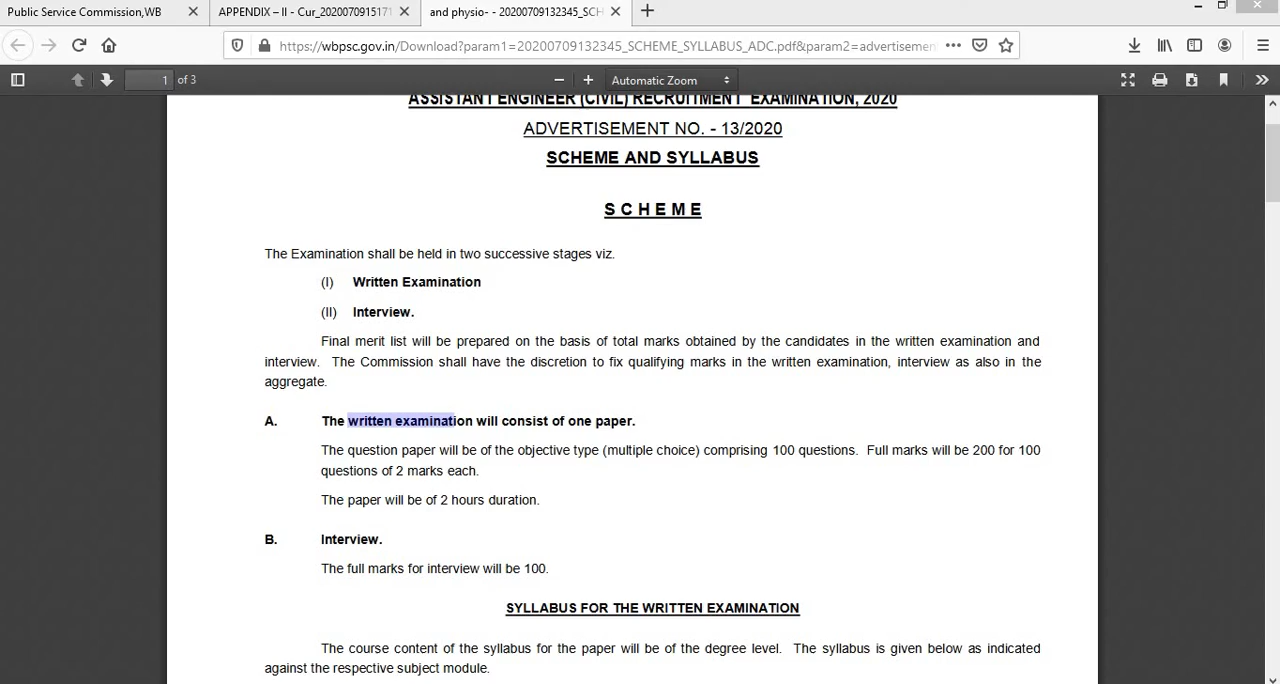 Public Service Commission,WB
APPENDIX – II - Cur_2020070915171
and physio- - 20200709132345_SCH
https://wbpsc.gov.in/Download?param1=20200709132345_SCHEME_SYLLABUS_ADC.pdf&param2=advertisemen
1 of 3
Automatic Zoom
ASSISTANT ENGINEER (CIVIL) RECRUITMENT EXAMINATION, 2020
ADVERTISEMENT NO. - 13/2020
SCHEME AND SYLLABUS
S C H E M E
The Examination shall be held in two successive stages viz.
(I) Written Examination
(II) Interview.
Final merit list will be prepared on the basis of total marks obtained by the candidates in the written examination and
interview. The Commission shall have the discretion to fix qualifying marks in the written examination, interview as also in the
aggregate.
A. The written examination will consist of one paper.
The question paper will be of the objective type (multiple choice) comprising 100 questions. Full marks will be 200 for 100
questions of 2 marks each.
The paper will be of 2 hours duration.
B. Interview.
The full marks for interview will be 100.
SYLLABUS FOR THE WRITTEN EXAMINATION
The course content of the syllabus for the paper will be of the degree level. The syllabus is given below as indicated
against the respective subject module.